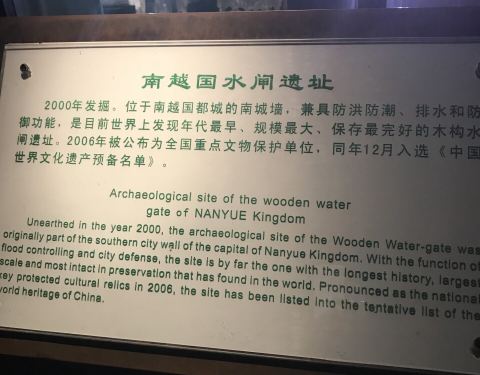 南越国水闸遗址
2000年发掘。位于南越国都城的南城墙,兼具防洪防潮、排水和防
御功能,是目前世界上发现年代最早、规模最大、保存最完好的木构水
闸遗址。2006年被公布为全国重点文物保护单位,同年12月入选《中国
世界文化遗产预备名单》。
Archaeological site of the wooden water
gate of NANYUE Kingdom
Unearthed in the year 2000, the archaeological site of the Wooden Water-gate was
originally part of the southern city wall of the capital of Nanyue Kingdom. With the function of
flood controlling and city defense, the site is by far the one with the longest history, largest
scale and most intact in preservation that has found in the world. Pronounced as the national
key protected cultural relics in 2006, the site has been listed into the tentative list of the
world heritage of China.